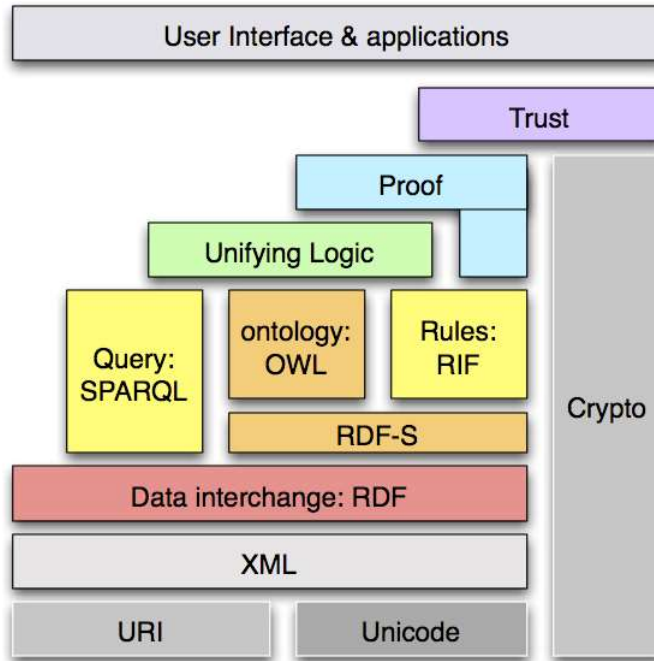 User Interface & applications
Trust
Proof
Unifying Logic
Query:
SPARQL
ontology:
OWL
Rules:
RIF
Crypto
RDF-S
Data interchange: RDF
XML
URI
Unicode